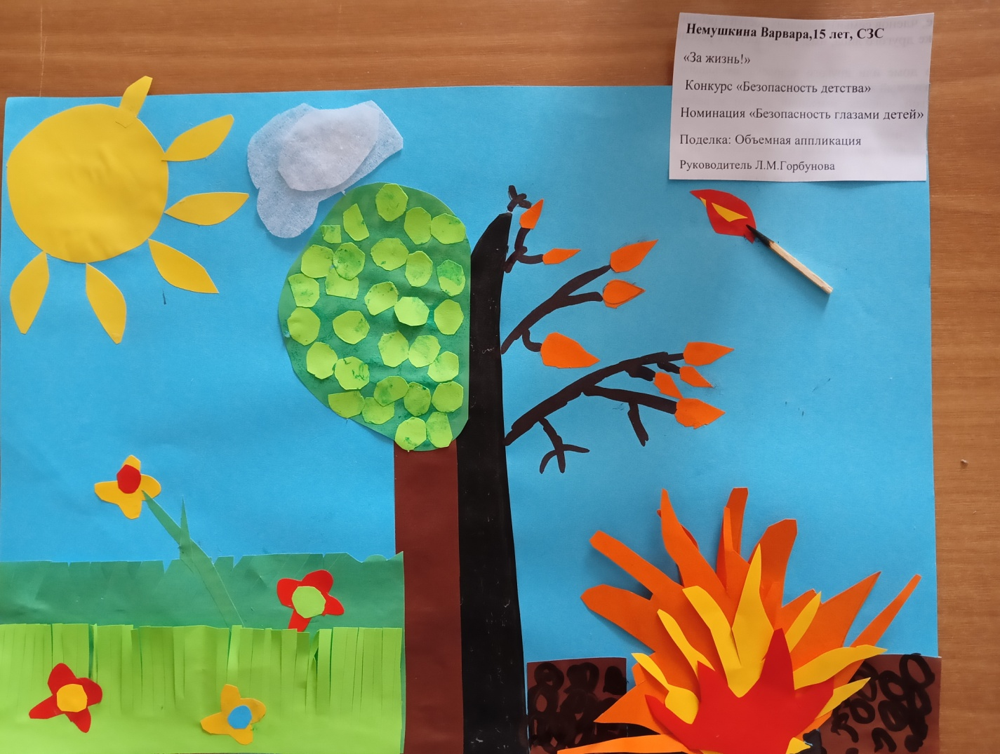 Немушкина Варвара,15 лет, СЗС
«За жизнь!»
Конкурс «Безопасность детства»
Номинация «Безопасность глазами детей»
Поделка: Объемная аппликация
Руководитель Л.М.Горбунова